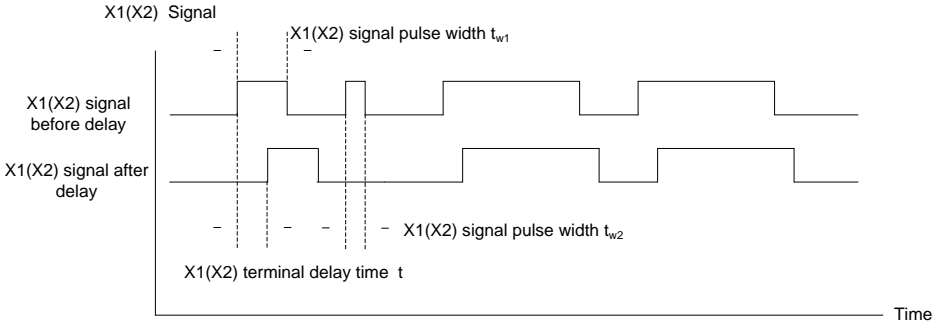 X1(X2) Signal
X1(X2) signal pulse width tw1
X1(X2) signal
before delay
X1(X2) signal after
delay
X1(X2) signal pulse width tw2
X1(X2) terminal delay time t
Time